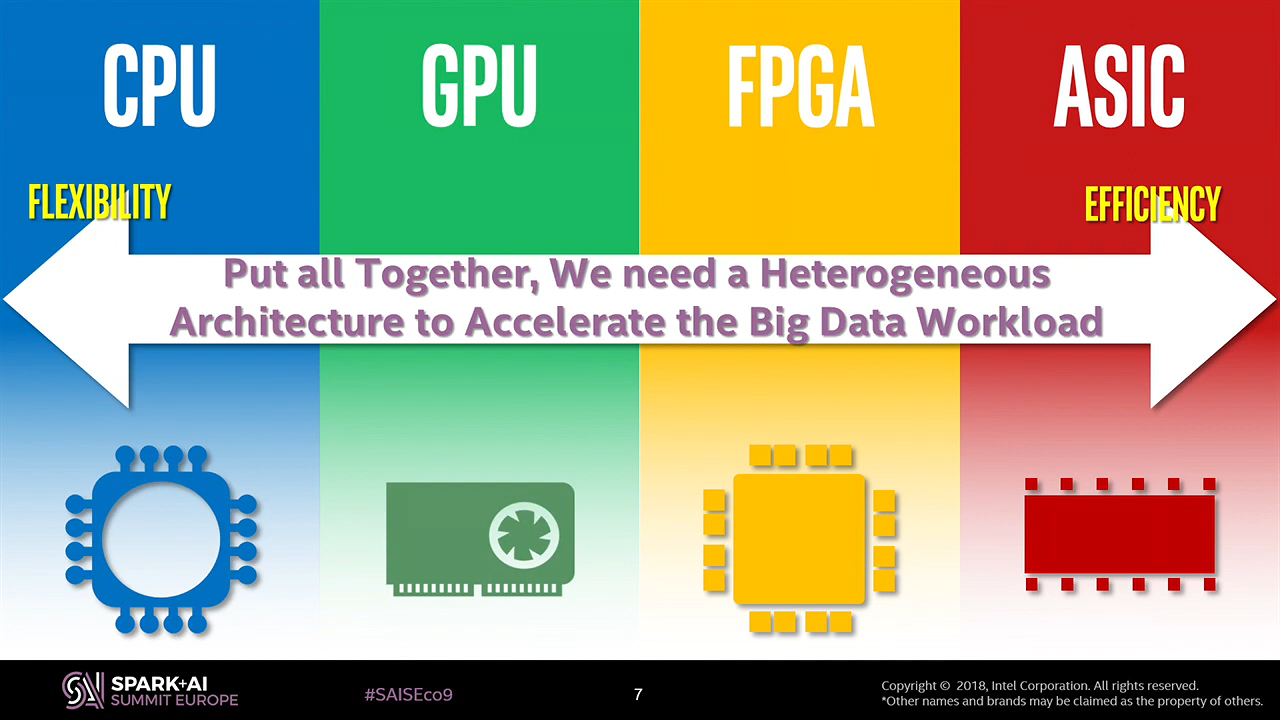 CPU
GPU
FPGA
ASIC
FLEXIBILITY
EFFICIENCY
Put all Together, We need a Heterogeneous
Architecture to Accelerate the Big Data Workload
SPARK+AI
SUMMIT EUROPE
#SAISEco9
7
Copyright © 2018, Intel Corporation. All rights reserved.
*Other names and brands may be claimed as the property of others.